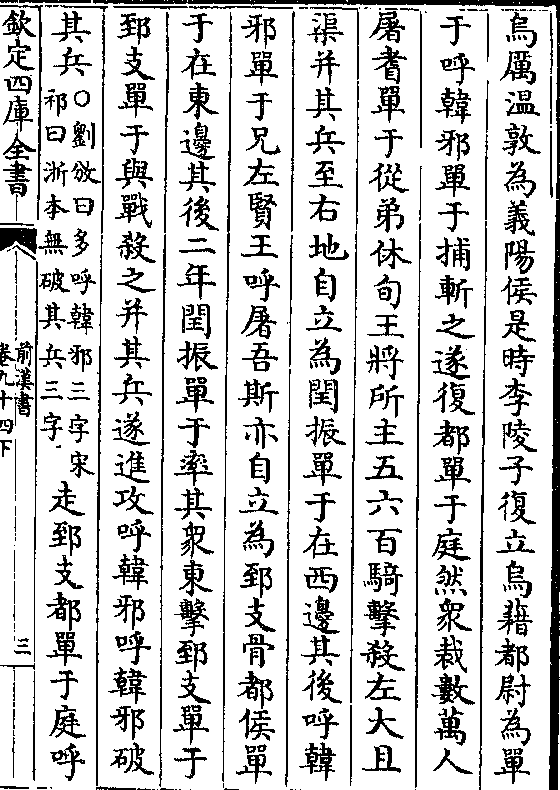 烏厲温敦為義陽侯是時李陵子復立烏藉都尉為單
于呼韓邪單于捕斬之遂復都單于庭然衆裁數萬人
屠耆單于從弟休旬王將所主五六百騎擊殺左大且
渠并其兵至右地自立為閏振單于在西邊其後呼韓
邪單于兄左賢王呼屠吾斯亦自立為郅支骨都侯單
于在東邊其後二年閏振單于率其衆東擊郅支單于
郅支單于與戰殺之并其兵遂進攻呼韓邪呼韓邪破
其兵○劉攽曰多呼韓邪三字宋
祁曰浙本無破其兵三字
走郅支都單于庭呼
欽定四庫全書
前漢書
卷九十四下
三